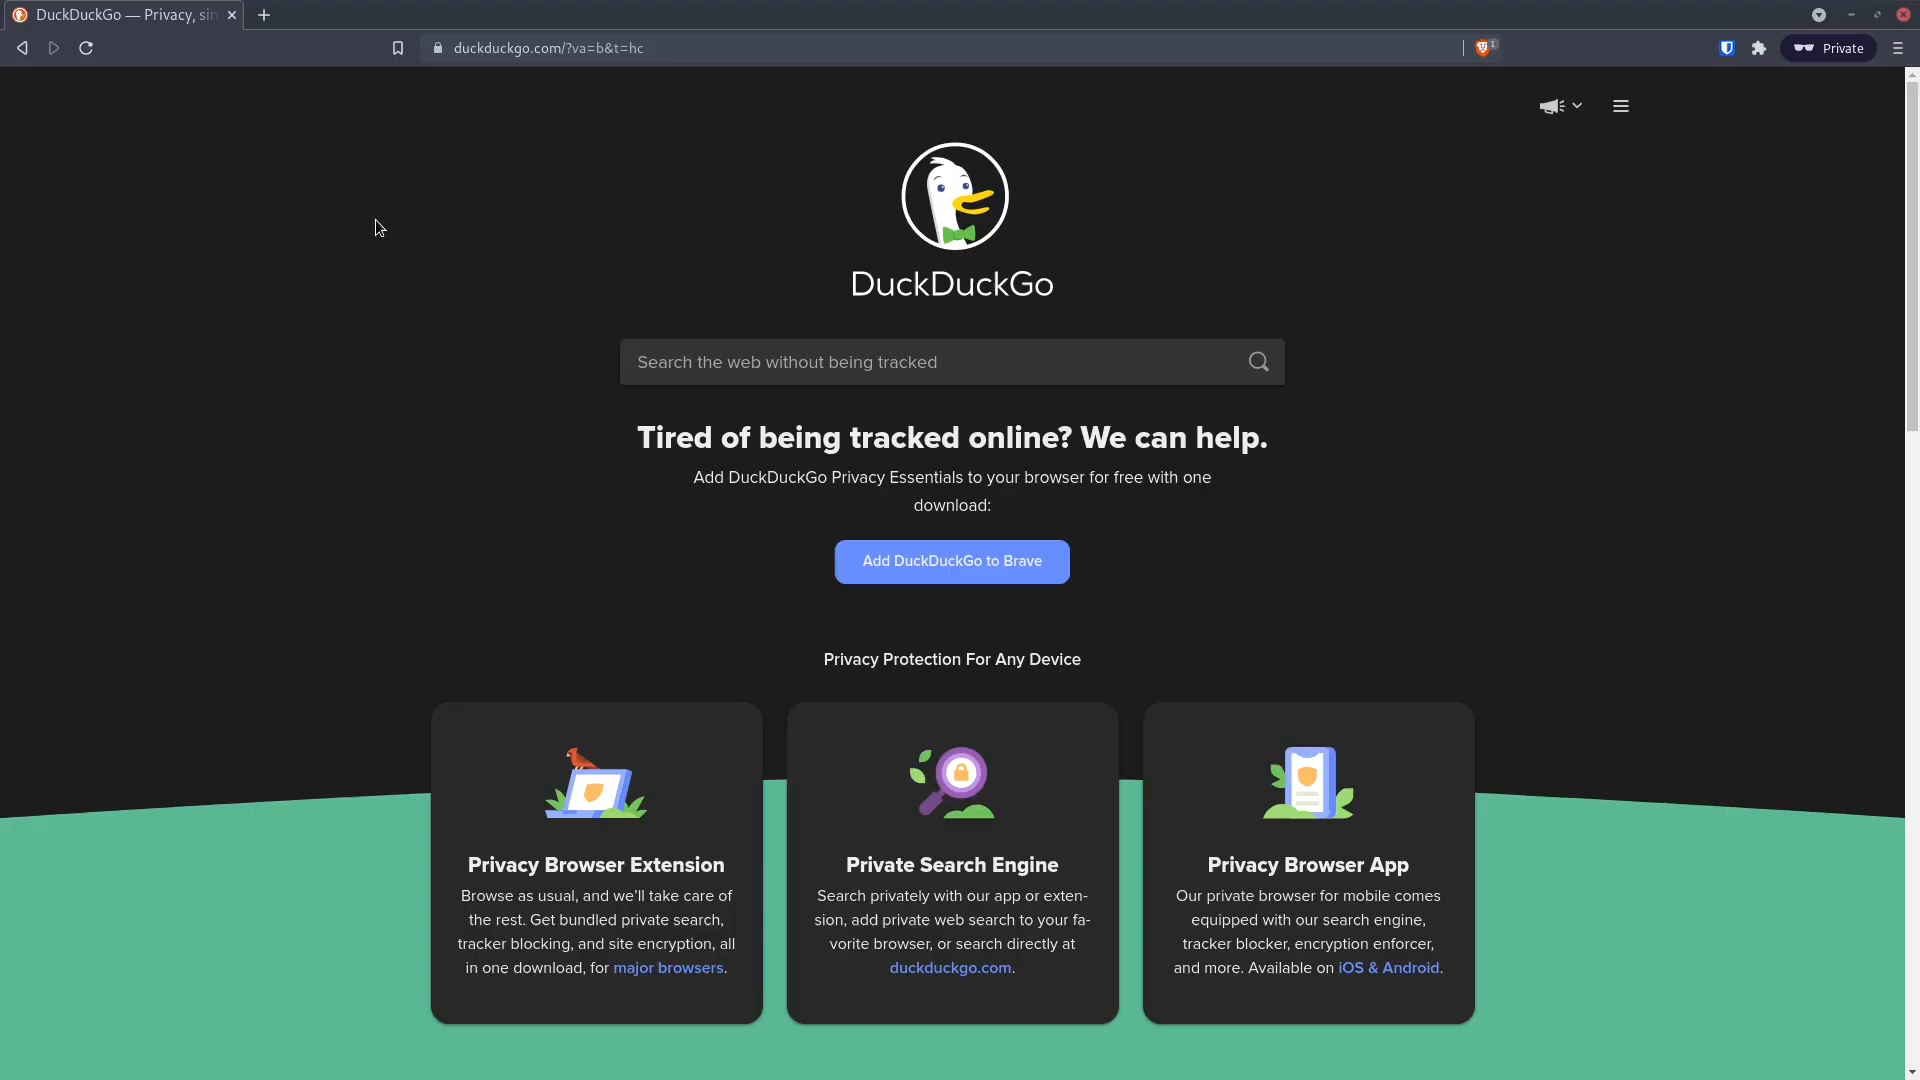 DuckDuckGo — Privacy, sin
duckduckgo.com/?va=b&t=hc
1
Private
DuckDuckGo
Search the web without being tracked
Tired of being tracked online? We can help.
Add DuckDuckGo Privacy Essentials to your browser for free with one
download:
Add DuckDuckGo to Brave
Privacy Protection For Any Device
Privacy Browser Extension
Browse as usual, and we’ll take care of
the rest. Get bundled private search,
tracker blocking, and site encryption, all
in one download, for major browsers.
Private Search Engine
Search privately with our app or exten-
sion, add private web search to your fa-
vorite browser, or search directly at
duckduckgo.com.
Privacy Browser App
Our private browser for mobile comes
equipped with our search engine,
tracker blocker, encryption enforcer,
and more. Available on iOS & Android.